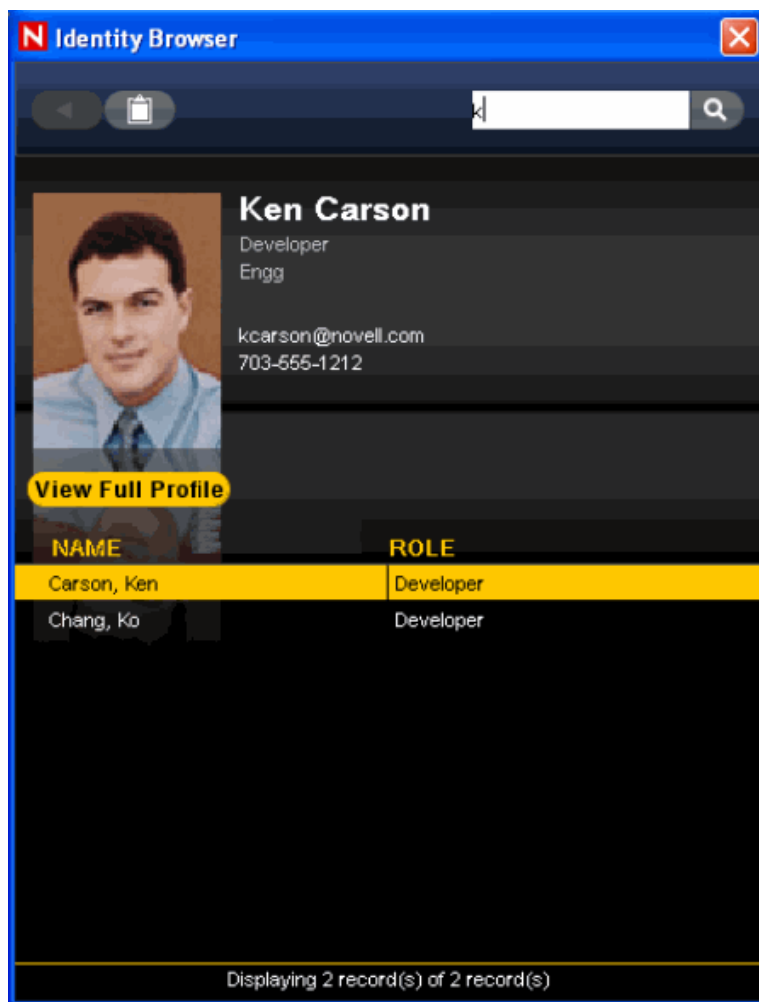 N Identity Browser
k
Ken Carson
Developer
Engg
kcarson@novell.com
703-555-1212
View Full Profile
NAME ROLE
Carson, Ken Developer
Chang, Ko Developer
Displaying 2 record(s) of 2 record(s)